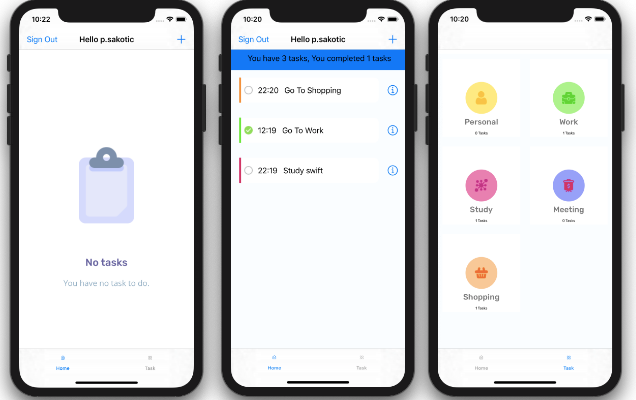 10:22
Sign Out Hello p.sakotic +
No tasks
You have no task to do.
Home Task
10:20
Sign Out Hello p.sakotic +
You have 3 tasks, You completed 1 tasks
22:20 Go To Shopping
12:19 Go To Work
22:19 Study swift
Home Task
10:20
Personal
0 Tasks
Work
1 Tasks
Study
1 Tasks
Meeting
0 Tasks
Shopping
1 Tasks
Home Task